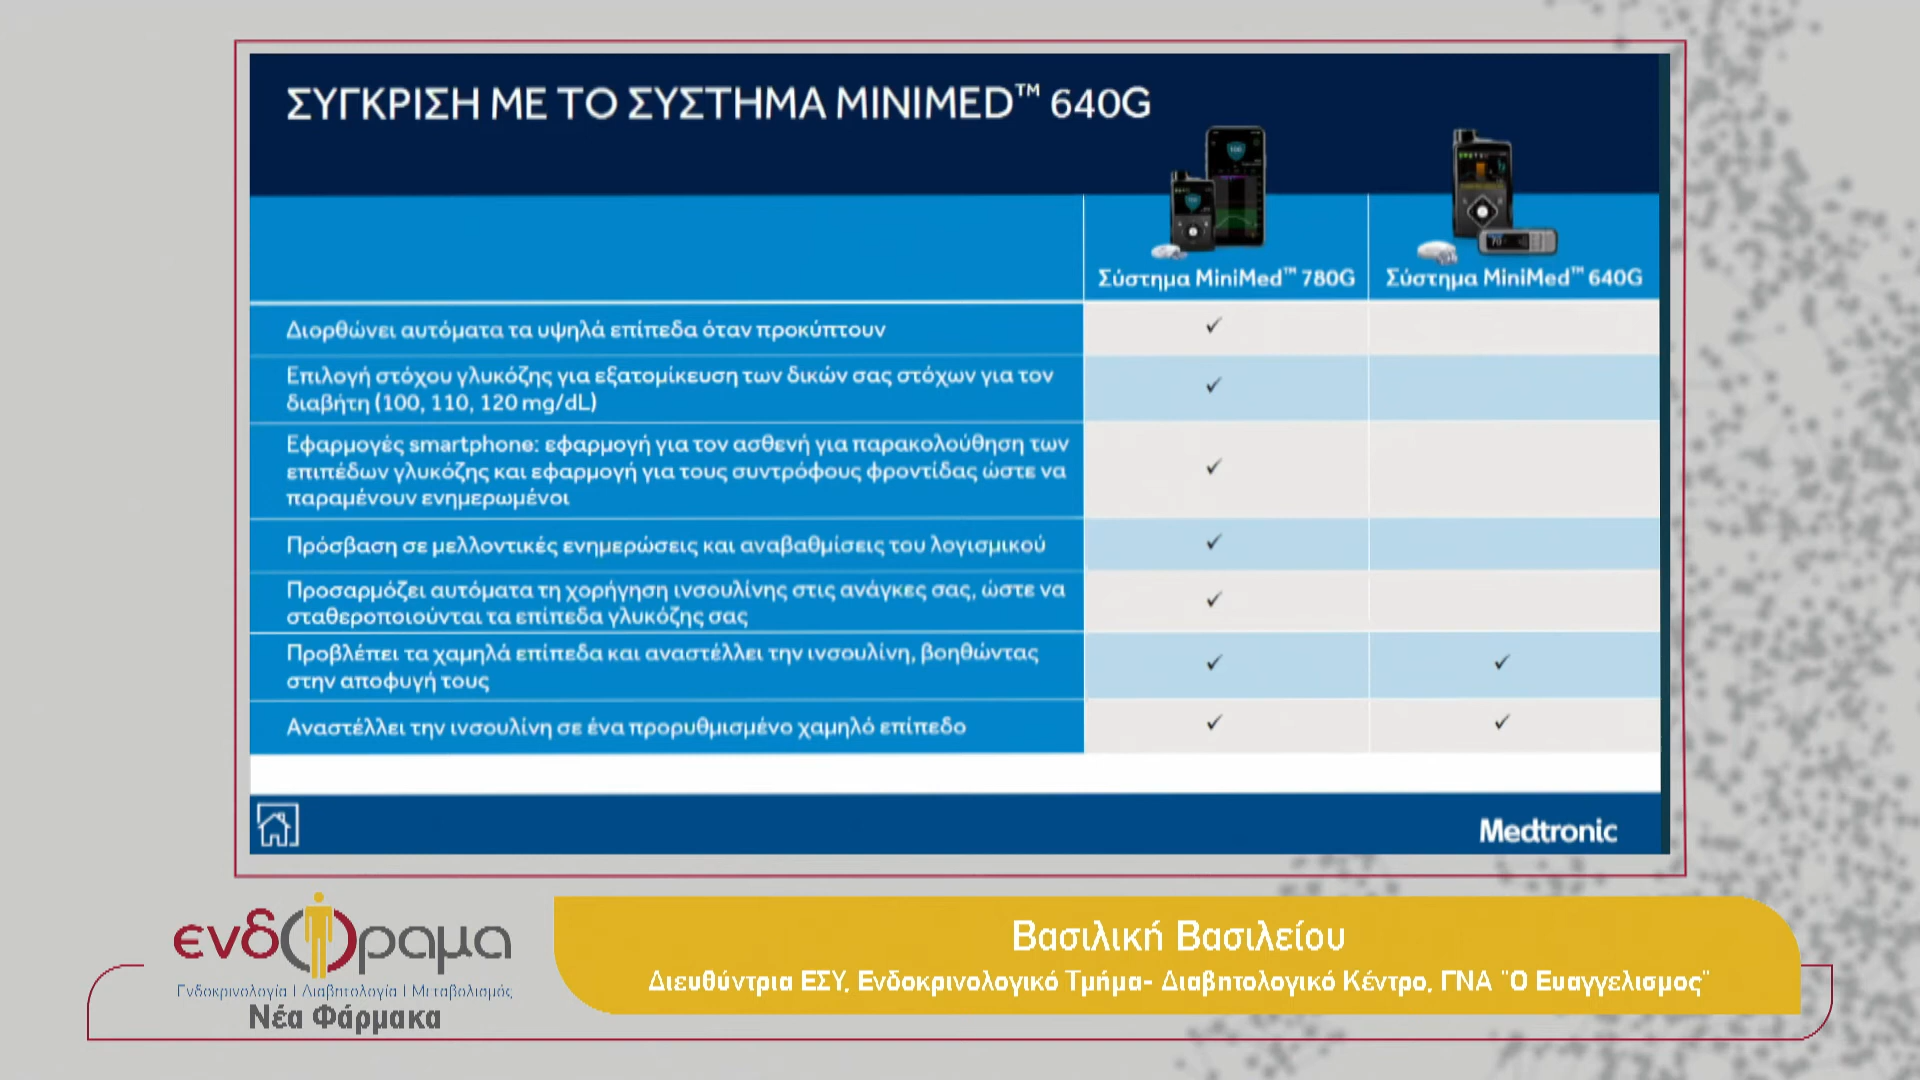 ΣΥΓΚΡΙΣΗ ΜΕ ΤΟ ΣΥΣΤΗΜΑ MINIMED™ 640G
Σύστημα MiniMed™ 780G
Σύστημα MiniMed™ 640G
Διορθώνει αυτόματα τα υψηλά επίπεδα όταν προκύπτουν
✓
Επιλογή στόχου γλυκόζης για εξατομίκευση των δικών σας στόχων για τον
διαβήτη (100, 110, 120 mg/dL)
✓
Εφαρμογές smartphone: εφαρμογή για τον ασθενή για παρακολούθηση των
επιπέδων γλυκόζης και εφαρμογή για τους συντρόφους φροντίδας ώστε να
παραμένουν ενημερωμένοι
✓
Πρόσβαση σε μελλοντικές ενημερώσεις και αναβαθμίσεις του λογισμικού
✓
Προσαρμόζει αυτόματα τη χορήγηση ινσουλίνης στις ανάγκες σας, ώστε να
σταθεροποιούνται τα επίπεδα γλυκόζης σας
✓
Προβλέπει τα χαμηλά επίπεδα και αναστέλλει την ινσουλίνη, βοηθώντας
στην αποφυγή τους
✓ ✓
Αναστέλλει την ινσουλίνη σε ένα προρυθμισμένο χαμηλό επίπεδο
✓ ✓
Medtronic
ενδόραμα
Ενδοκρινολογία | Διαβητολογία | Μεταβολισμός
Νέα Φάρμακα
Βασιλική Βασιλείου
Διευθύντρια ΕΣΥ, Ενδοκρινολογικό Τμήμα- Διαβητολογικό Κέντρο, ΓΝΑ "Ο Ευαγγελισμος"